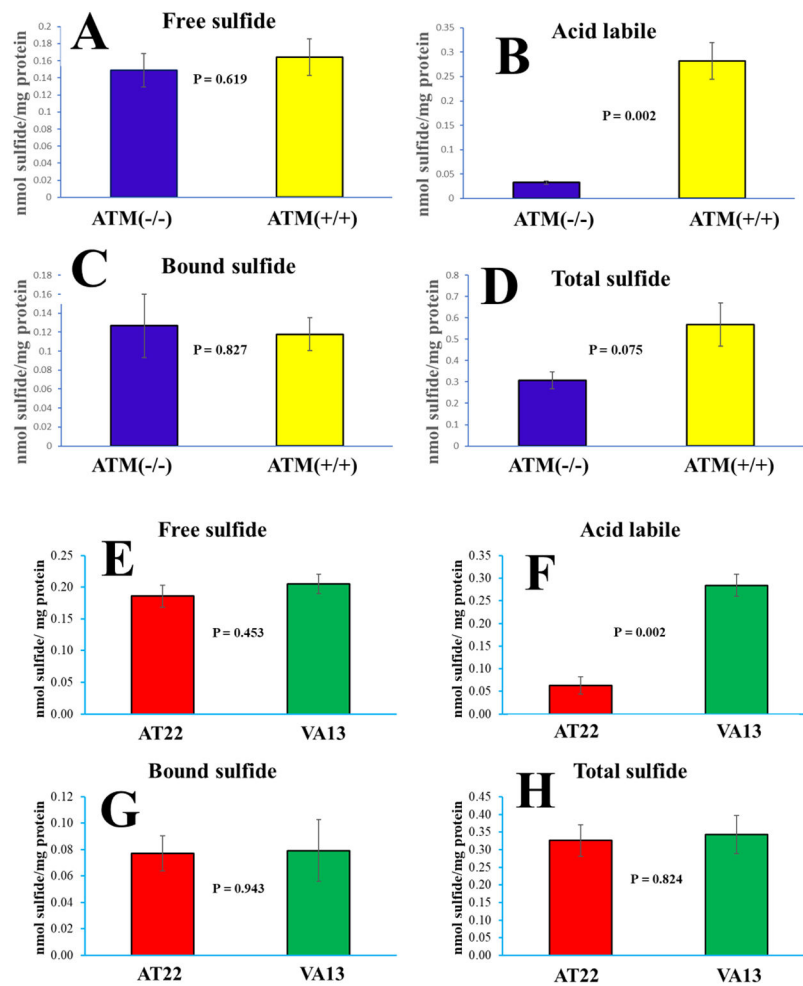 Free sulfide
A
nmol sulfide/mg protein
0.2
0.18
0.16
0.14
0.12
0.1
0.08
0.06
0.04
0.02
0
P = 0.619
ATM(-/-)
ATM(+/+)
Acid labile
B
nmol sulfide/mg protein
0.35
0.3
0.25
0.2
0.15
0.1
0.05
0
P = 0.002
ATM(-/-)
ATM(+/+)
Bound sulfide
C
nmol sulfide/mg protein
0.18
0.16
0.14
0.12
0.1
0.08
0.06
0.04
0.02
0
P = 0.827
ATM(-/-)
ATM(+/+)
Total sulfide
D
nmol sulfide/mg protein
0.8
0.7
0.6
0.5
0.4
0.3
0.2
0.1
0
P = 0.075
ATM(-/-)
ATM(+/+)
Free sulfide
E
nmol sulfide/ mg protein
0.25
0.20
0.15
0.10
0.05
0.00
P = 0.453
AT22
VA13
Acid labile
F
nmol sulfide/ mg protein
0.35
0.30
0.25
0.20
0.15
0.10
0.05
0.00
P = 0.002
AT22
VA13
Bound sulfide
G
nmol sulfide/mg protein
0.12
0.10
0.08
0.06
0.04
0.02
0.00
P = 0.943
AT22
VA13
Total sulfide
H
nmol sulfide/mg protein
0.45
0.40
0.35
0.30
0.25
0.20
0.15
0.10
0.05
0.00
P = 0.824
AT22
VA13